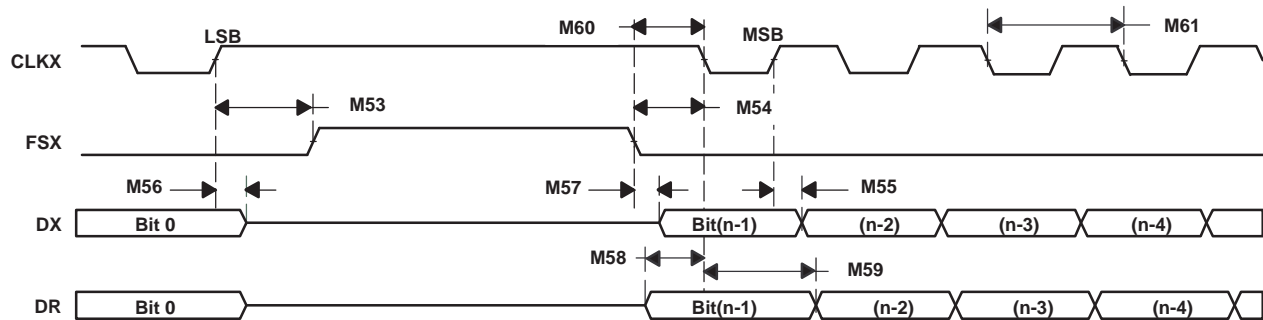 M60
M61
LSB
MSB
CLKX
M53
M54
FSX
M56
M57
M55
DX
Bit 0
Bit(n-1)
(n-2)
(n-3)
(n-4)
M58
M59
DR
Bit 0
Bit(n-1)
(n-2)
(n-3)
(n-4)